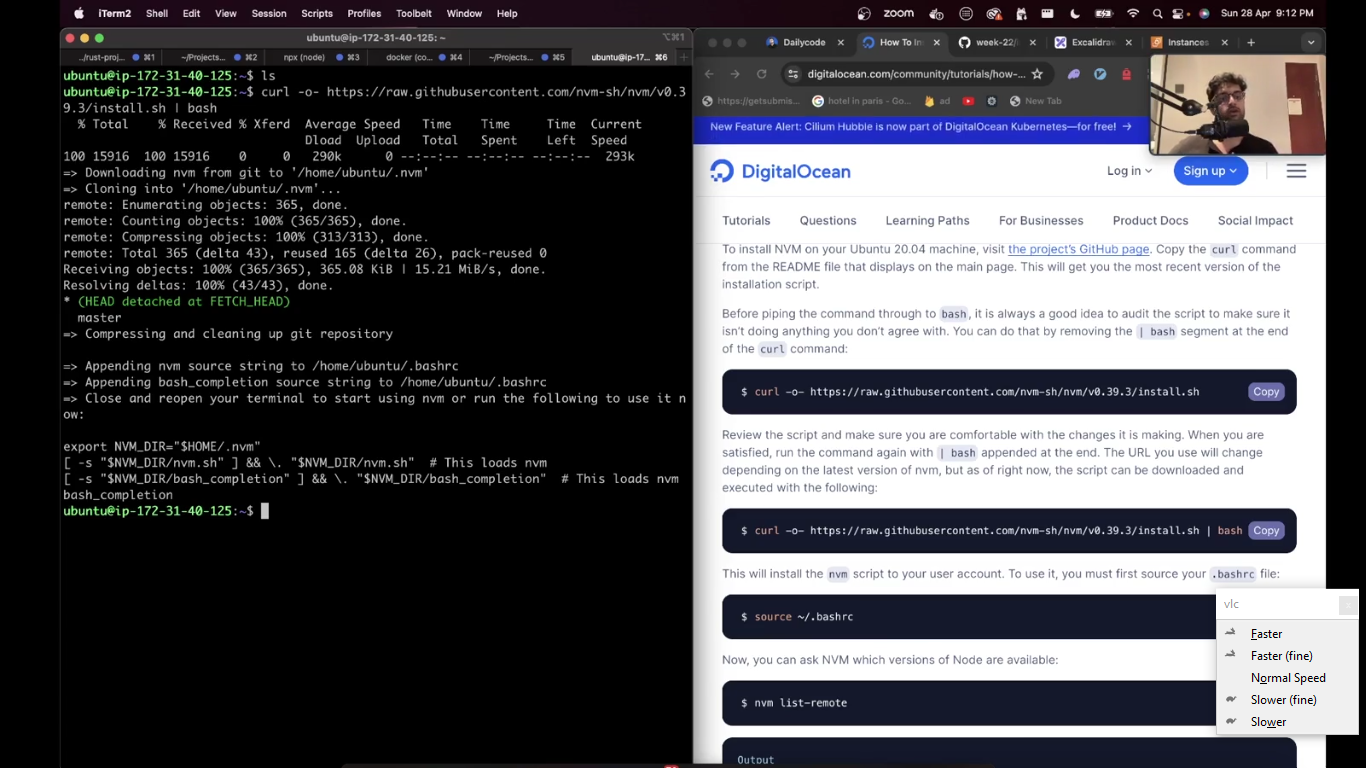 iTerm2 Shell Edit View Session Scripts Profiles Toolbelt Window Help
zoom
Sun 28 Apr 9:12 PM
ubuntu@ip-172-31-40-125: ~
⌥⌘1
../rust-proj... ⌘1
~/Projects... ⌘2
npx (node) ⌘3
docker (co... ⌘4
~/Projects... ⌘5
ubuntu@ip-17... ⌘6
ubuntu@ip-172-31-40-125:~$ ls
ubuntu@ip-172-31-40-125:~$ curl -o- https://raw.githubusercontent.com/nvm-sh/nvm/v0.3
9.3/install.sh | bash
% Total % Received % Xferd Average Speed Time Time Time Current
Dload Upload Total Spent Left Speed
100 15916 100 15916 0 0 290k 0 --:--:-- --:--:-- --:--:-- 293k
=> Downloading nvm from git to '/home/ubuntu/.nvm'
=> Cloning into '/home/ubuntu/.nvm'...
remote: Enumerating objects: 365, done.
remote: Counting objects: 100% (365/365), done.
remote: Compressing objects: 100% (313/313), done.
remote: Total 365 (delta 43), reused 165 (delta 26), pack-reused 0
Receiving objects: 100% (365/365), 365.08 KiB | 15.21 MiB/s, done.
Resolving deltas: 100% (43/43), done.
* (HEAD detached at FETCH_HEAD)
master
=> Compressing and cleaning up git repository
=> Appending nvm source string to /home/ubuntu/.bashrc
=> Appending bash_completion source string to /home/ubuntu/.bashrc
=> Close and reopen your terminal to start using nvm or run the following to use it n
ow:
export NVM_DIR="$HOME/.nvm"
[ -s "$NVM_DIR/nvm.sh" ] && \. "$NVM_DIR/nvm.sh" # This loads nvm
[ -s "$NVM_DIR/bash_completion" ] && \. "$NVM_DIR/bash_completion" # This loads nvm
bash_completion
ubuntu@ip-172-31-40-125:~$
Dailycode
How To In
week-22/
Excalidra
Instances
digitalocean.com/community/tutorials/how-...
https://getsubmis...
hotel in paris - Go...
ad
New Tab
New Feature Alert: Cilium Hubble is now part of DigitalOcean Kubernetes—for free! →
DigitalOcean
Log in
Sign up
Tutorials Questions Learning Paths For Businesses Product Docs Social Impact
To install NVM on your Ubuntu 20.04 machine, visit the project's GitHub page. Copy the curl command
from the README file that displays on the main page. This will get you the most recent version of the
installation script.
Before piping the command through to bash, it is always a good idea to audit the script to make sure it
isn't doing anything you don't agree with. You can do that by removing the | bash segment at the end
of the curl command:
$ curl -o- https://raw.githubusercontent.com/nvm-sh/nvm/v0.39.3/install.sh
Copy
Review the script and make sure you are comfortable with the changes it is making. When you are
satisfied, run the command again with | bash appended at the end. The URL you use will change
depending on the latest version of nvm, but as of right now, the script can be downloaded and
executed with the following:
$ curl -o- https://raw.githubusercontent.com/nvm-sh/nvm/v0.39.3/install.sh | bash
Copy
This will install the nvm script to your user account. To use it, you must first source your .bashrc file:
$ source ~/.bashrc
Now, you can ask NVM which versions of Node are available:
$ nvm list-remote
Output
vlc
Faster
Faster (fine)
Normal Speed
Slower (fine)
Slower